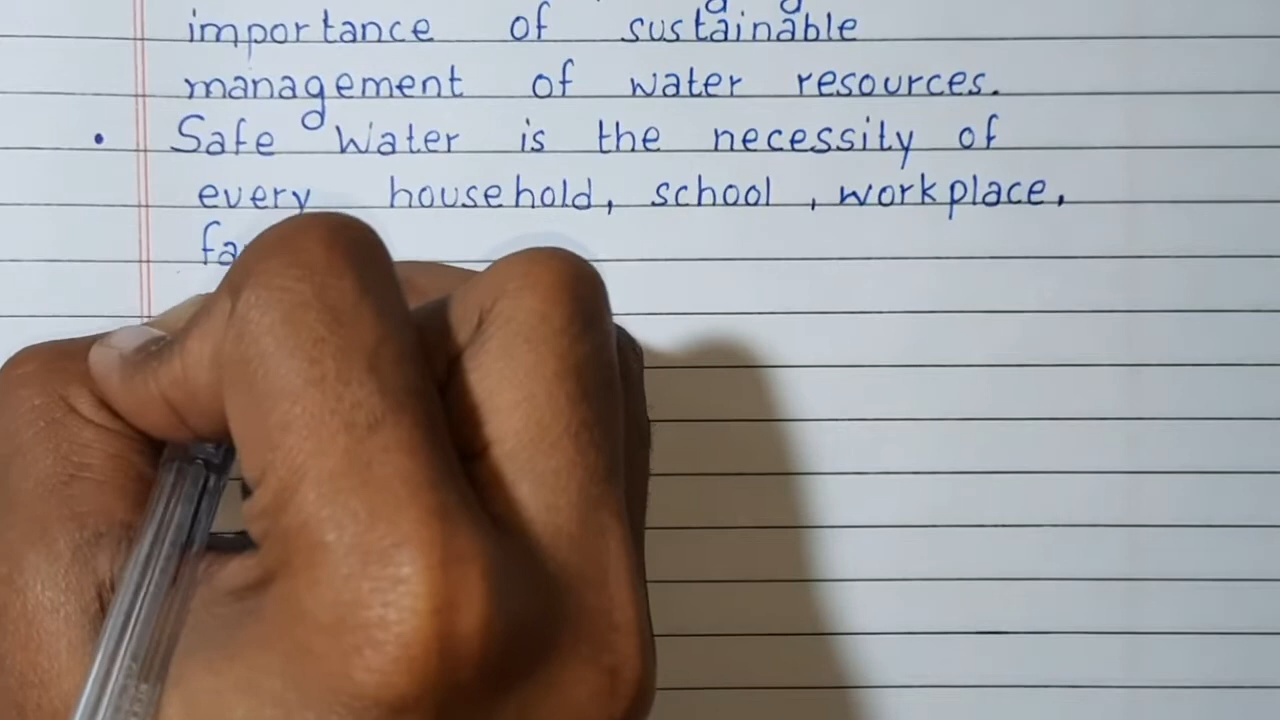 importance of sustainable
management of water resources.
• Safe Water is the necessity of
every household, school, workplace,